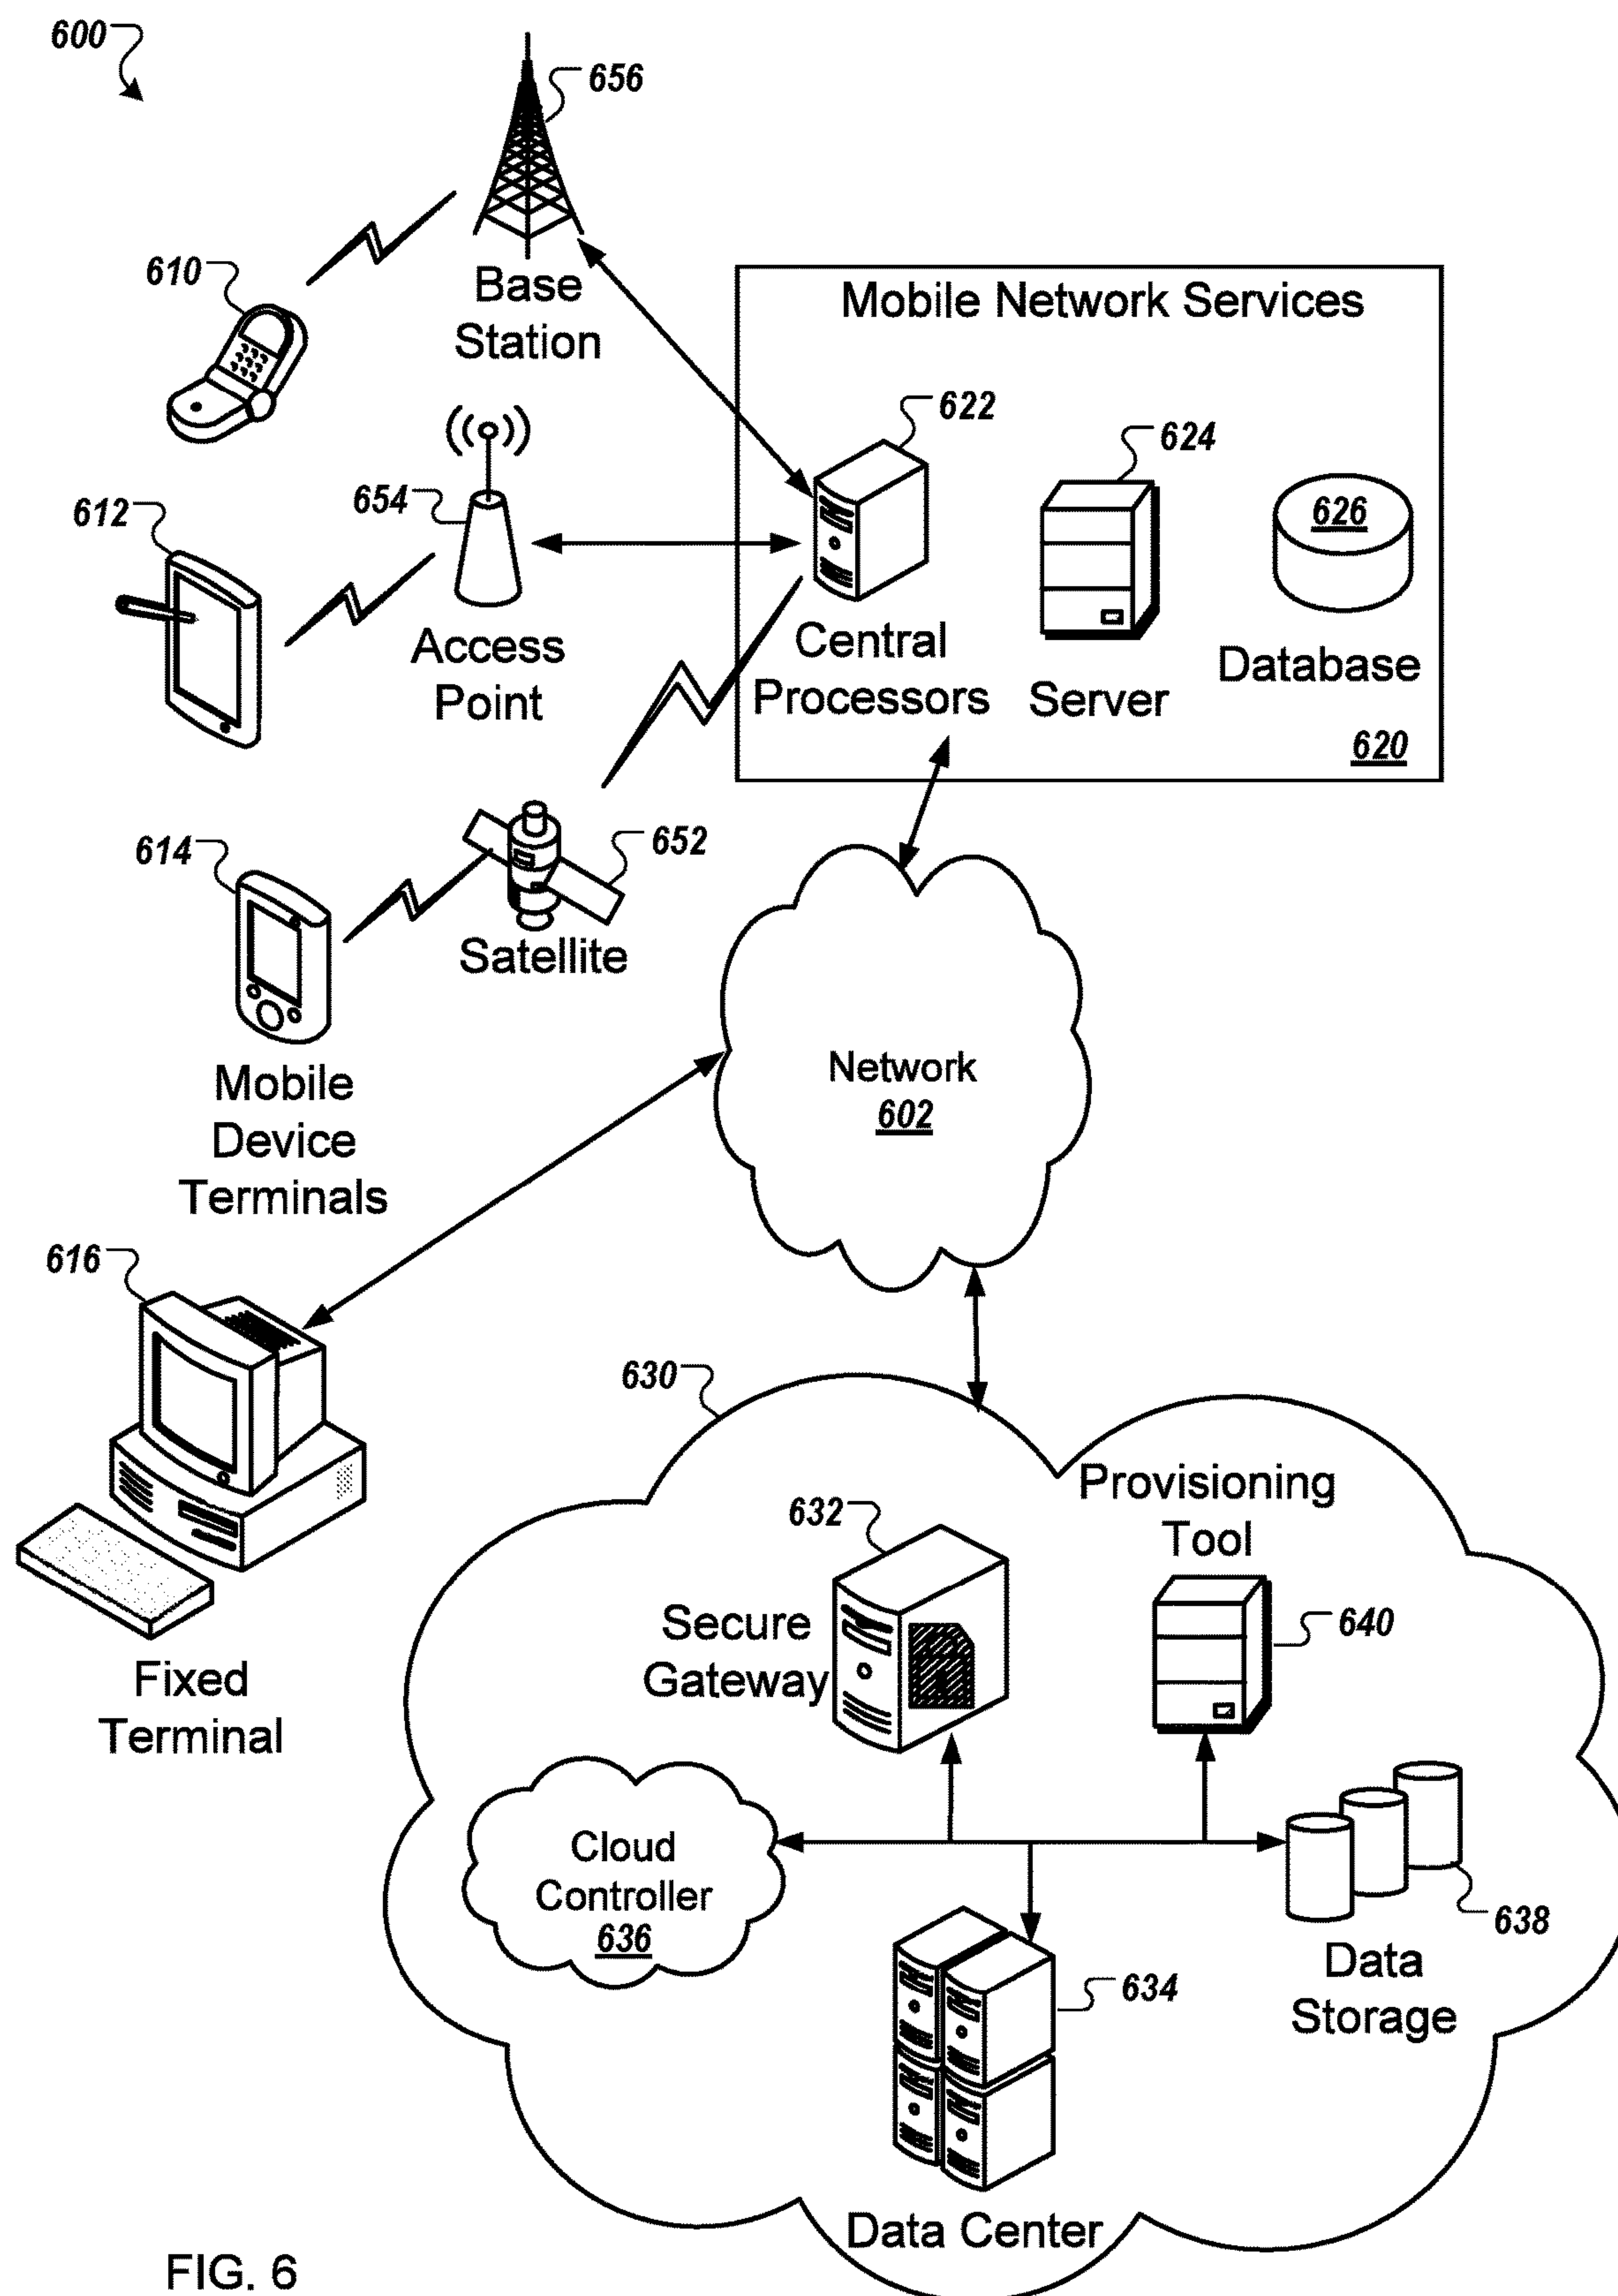 600
656
610
Base
Station
Mobile Network Services
622
624
626
612
654
Access
Point
Central
Processors
Server
Database
620
614
652
Satellite
Mobile
Device
Terminals
Network
602
616
Fixed
Terminal
630
Provisioning
Tool
632
Secure
Gateway
640
Cloud
Controller
636
638
Data
Storage
634
Data Center
FIG. 6